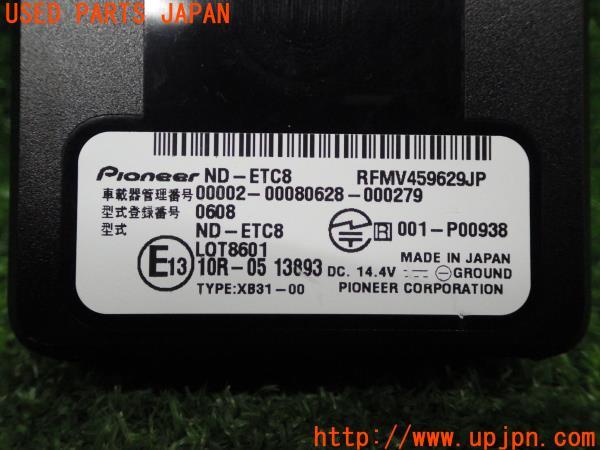 USED PARTS JAPAN
Pioneer ND-ETC8 RFMV459629JP
車載器管理番号 00002-00080628-000279
型式登録番号 0608
型式 ND-ETC8 R 001-P00938
LOT8601 MADE IN JAPAN
E13 10R-05 13893 DC. 14.4V GROUND
TYPE:XB31-00 PIONEER CORPORATION
UPJ http://www.upjpn.com